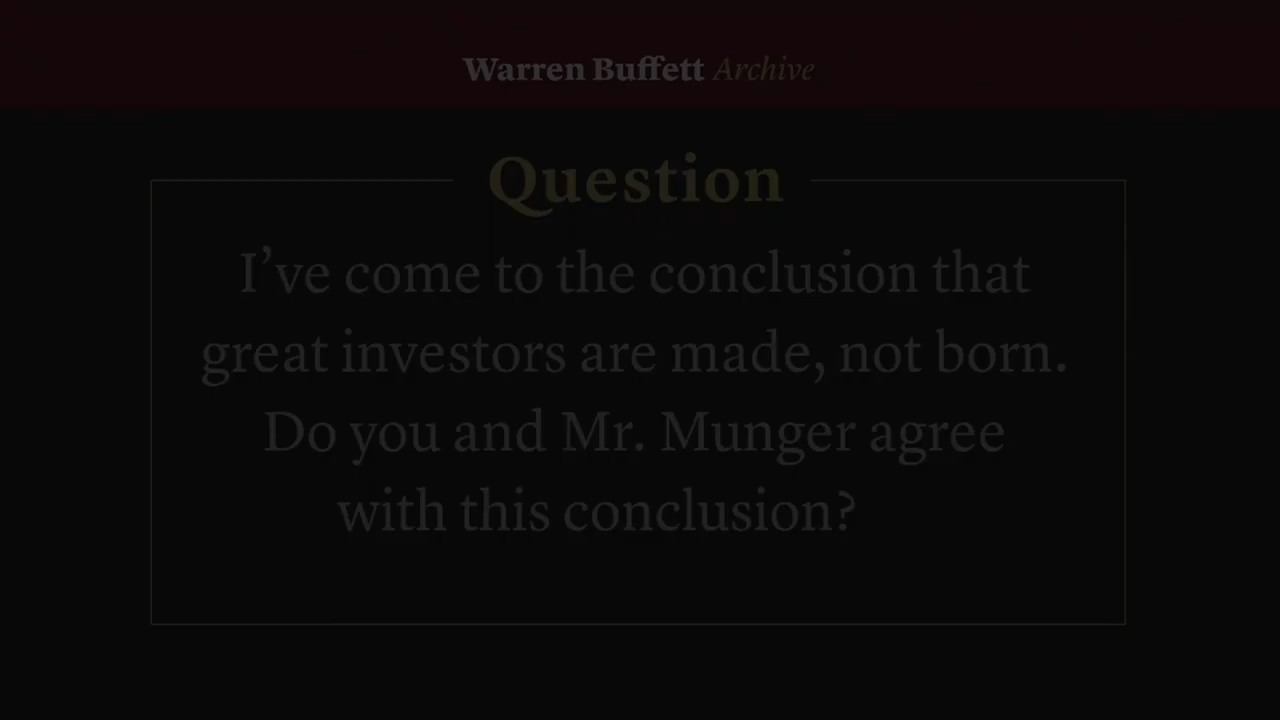 Warren Buffett Archive
Question
I’ve come to the conclusion that
great investors are made, not born.
Do you and Mr. Munger agree
with this conclusion?